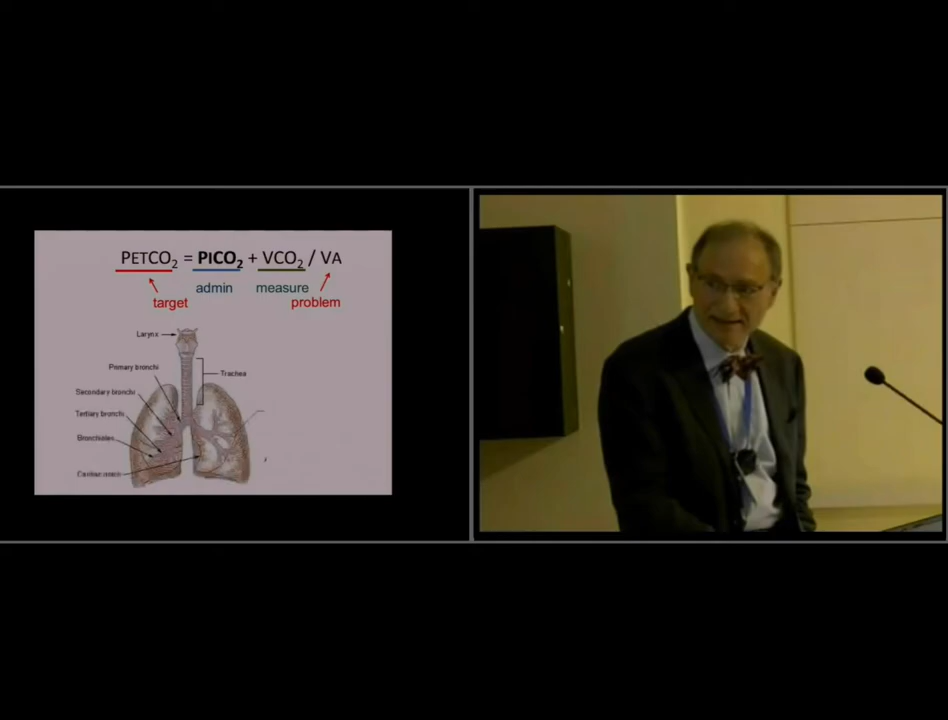 PETCO₂ = PICO₂ + VCO₂ / VA
admin measure
target problem
Larynx
Primary bronchi
Trachea
Secondary bronchi
Tertiary bronchi
Bronchioles